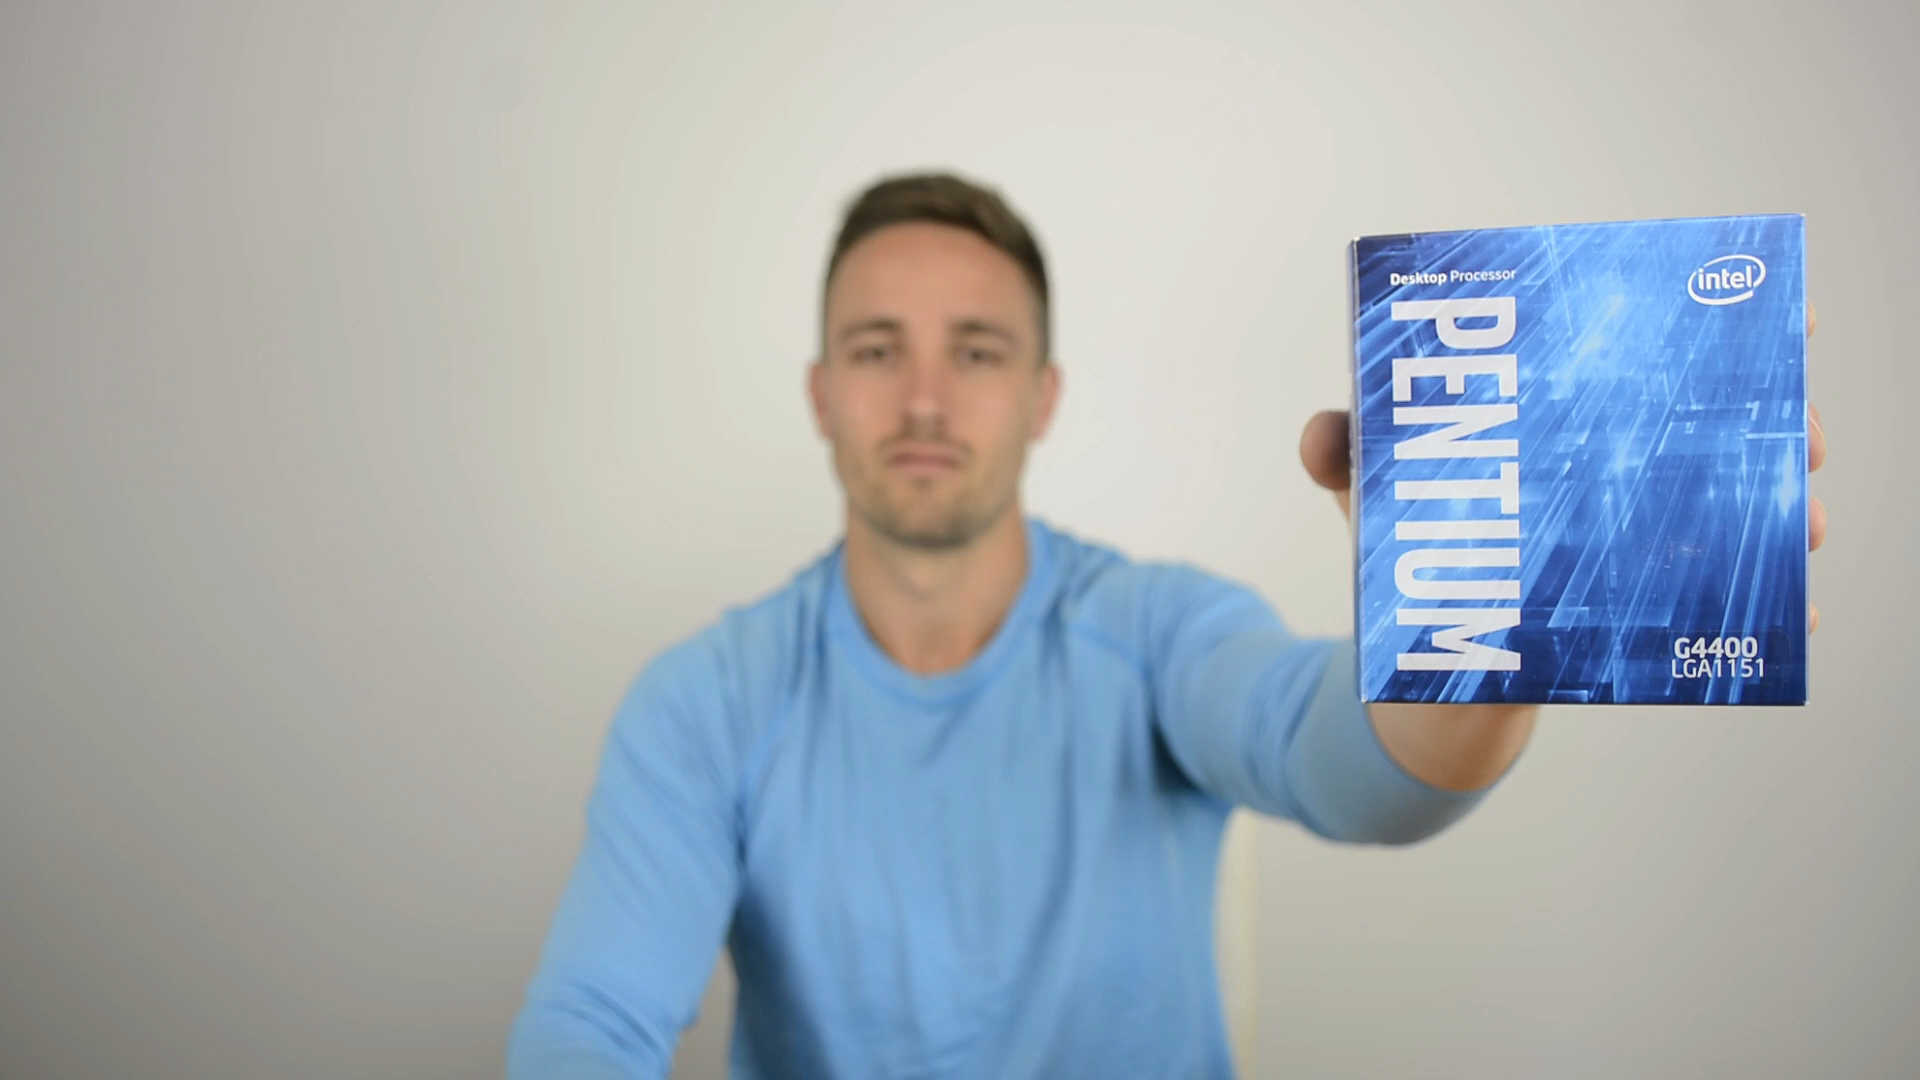 Desktop Processor
intel
PENTIUM
G4400
LGA1151